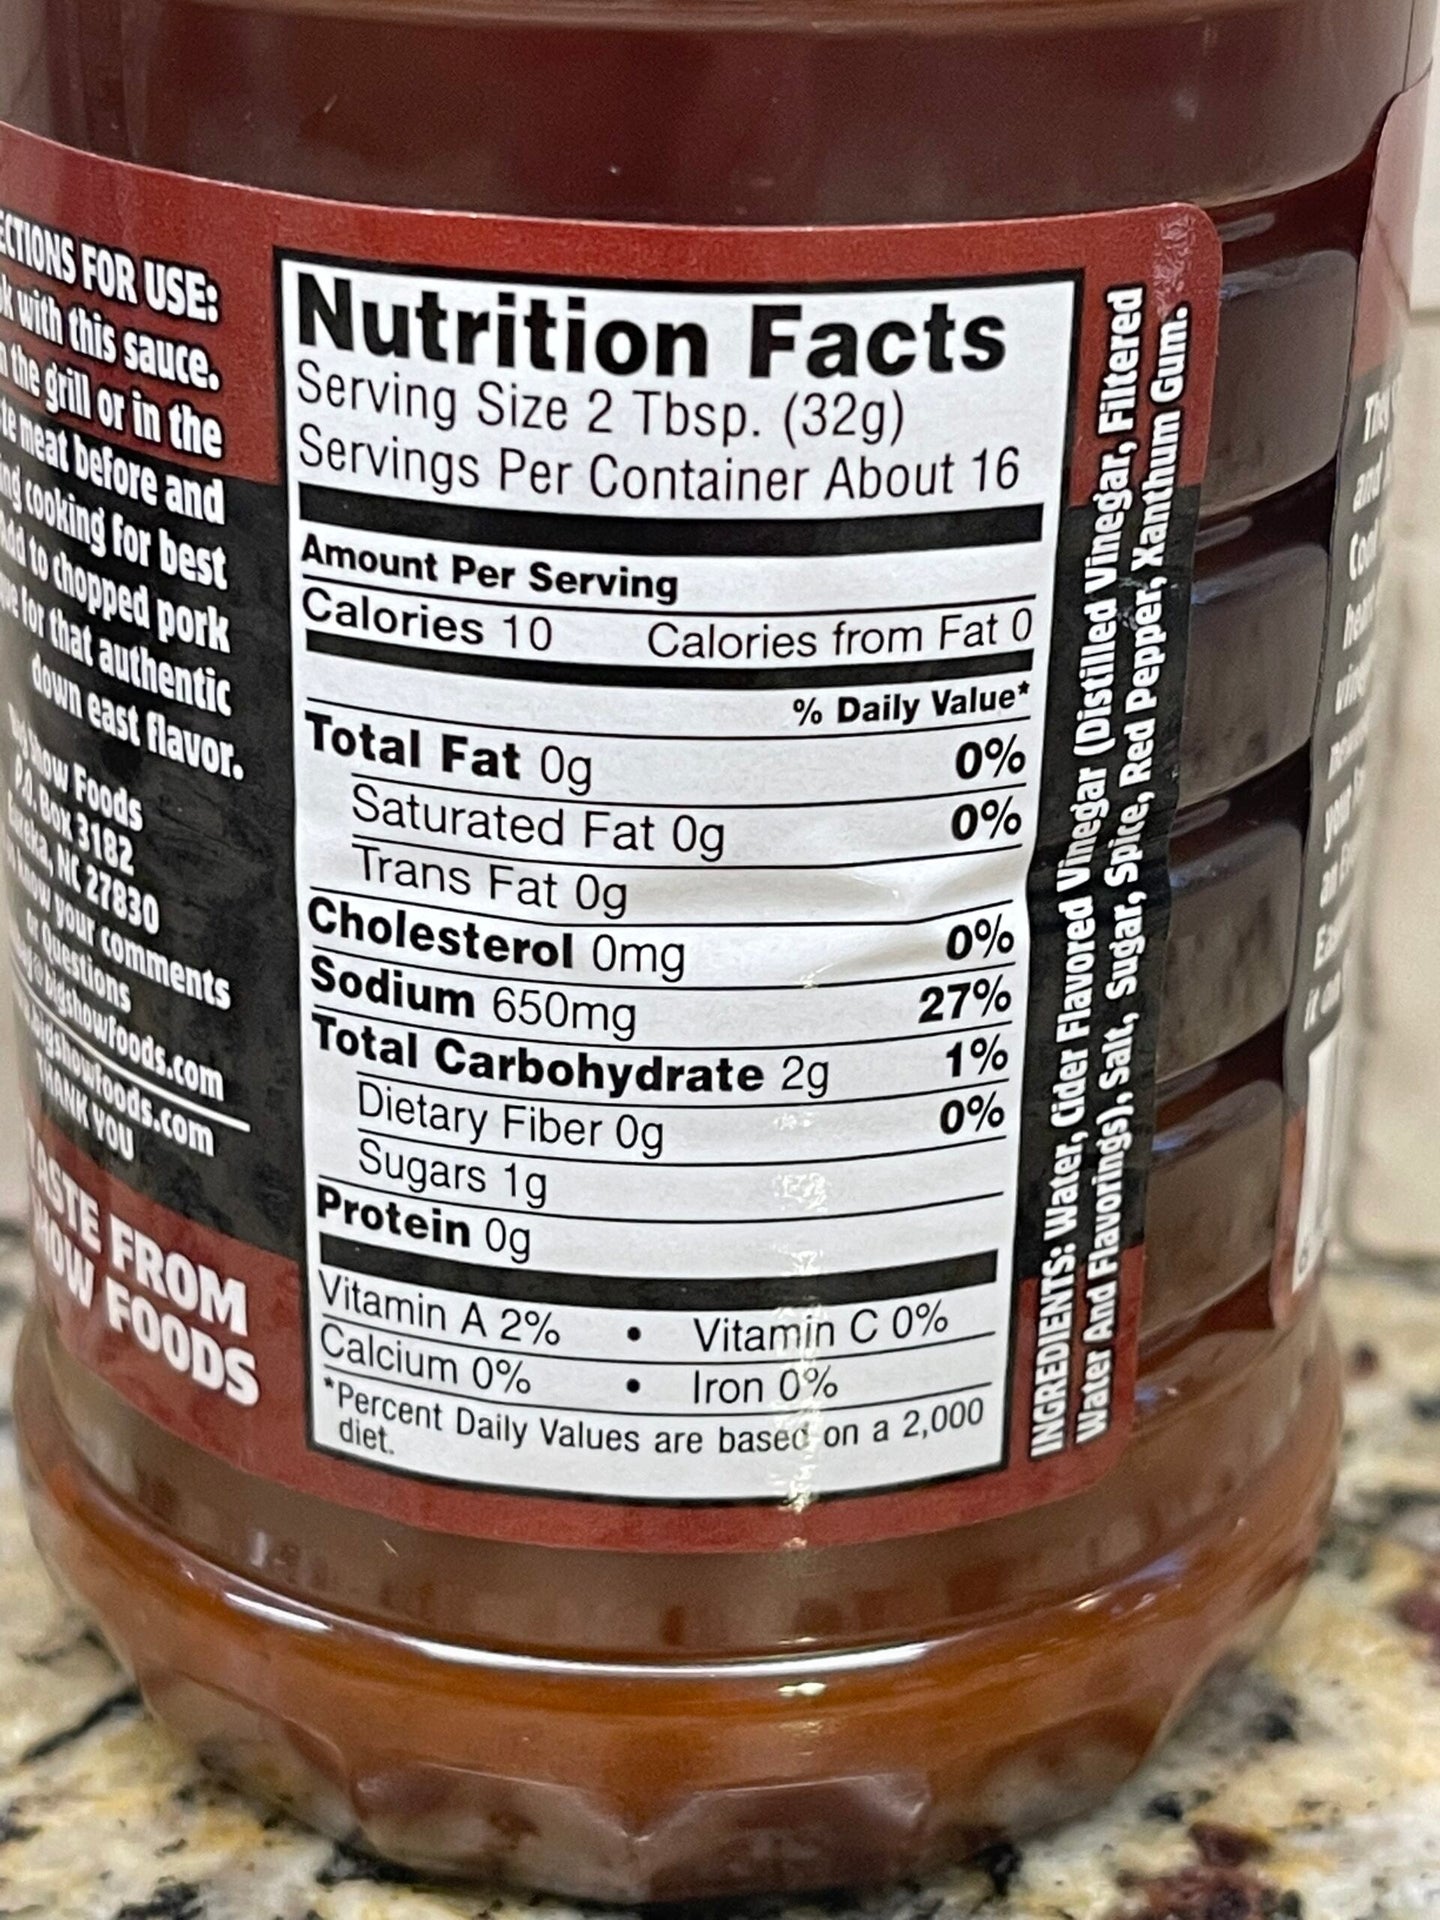 FOR USE:
with this sauce.
the grill or in the
meat before and
cooking for best
to chopped pork
for that authentic
down east flavor.
Show Foods
P.O. Box 3182
NC 27830
your comments
or Questions
bigshowfoods.com
THANK YOU
TASTE FROM
FOODS
Nutrition Facts
Serving Size 2 Tbsp. (32g)
Servings Per Container About 16
Amount Per Serving
Calories 10 Calories from Fat 0
% Daily Value*
Total Fat 0g 0%
Saturated Fat 0g 0%
Trans Fat 0g
Cholesterol 0mg 0%
Sodium 650mg 27%
Total Carbohydrate 2g 1%
Dietary Fiber 0g 0%
Sugars 1g
Protein 0g
Vitamin A 2% • Vitamin C 0%
Calcium 0% • Iron 0%
*Percent Daily Values are based on a 2,000
diet.
INGREDIENTS: Water, Cider Flavored Vinegar (Distilled Vinegar, Filtered
Water And Flavorings), Salt, Sugar, Spice, Red Pepper, Xanthum Gum.